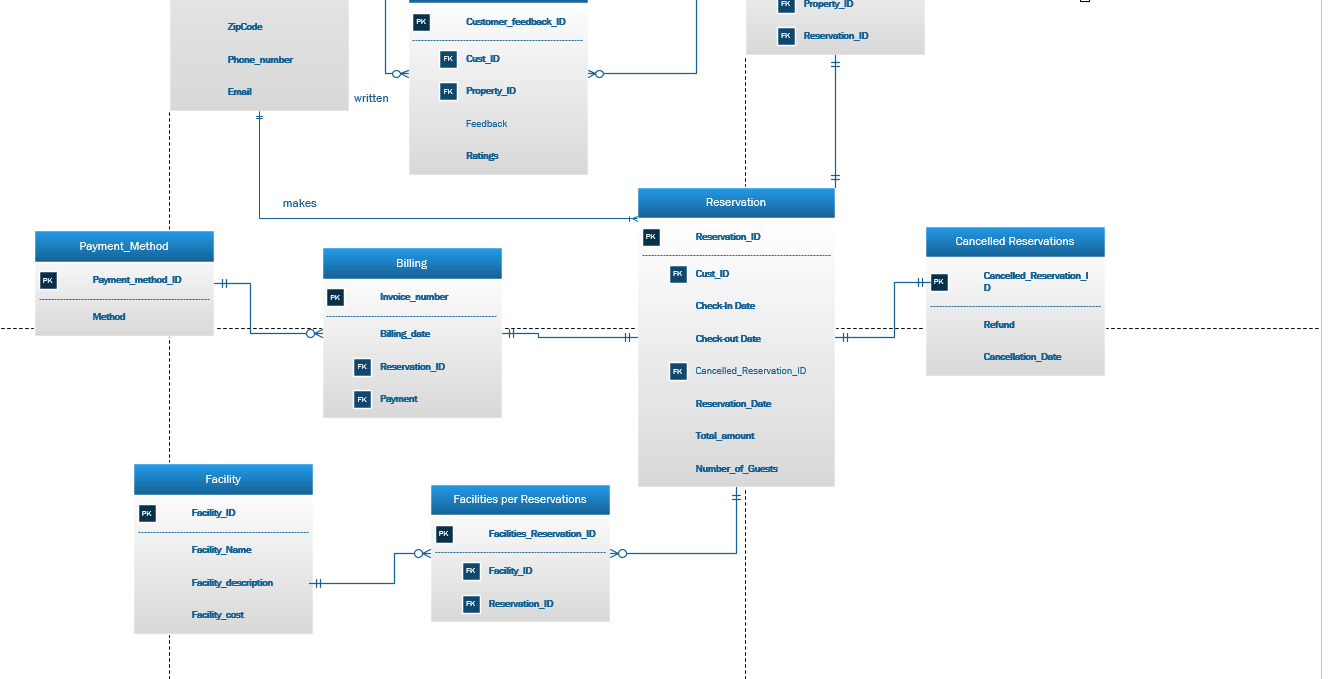 ZipCode
Phone_number
Email
PK Customer_feedback_ID
FK Cust_ID
FK Property_ID
Feedback
Ratings
FK Property_ID
FK Reservation_ID
written
makes
Payment_Method
PK Payment_method_ID
Method
Billing
PK Invoice_number
Billing_date
FK Reservation_ID
FK Payment
Reservation
PK Reservation_ID
FK Cust_ID
Check-In Date
Check-out Date
FK Cancelled_Reservation_ID
Reservation_Date
Total_amount
Number_of_Guests
Cancelled Reservations
PK Cancelled_Reservation_I
D
Refund
Cancellation_Date
Facility
PK Facility_ID
Facility_Name
Facility_description
Facility_cost
Facilities per Reservations
PK Facilities_Reservation_ID
FK Facility_ID
FK Reservation_ID